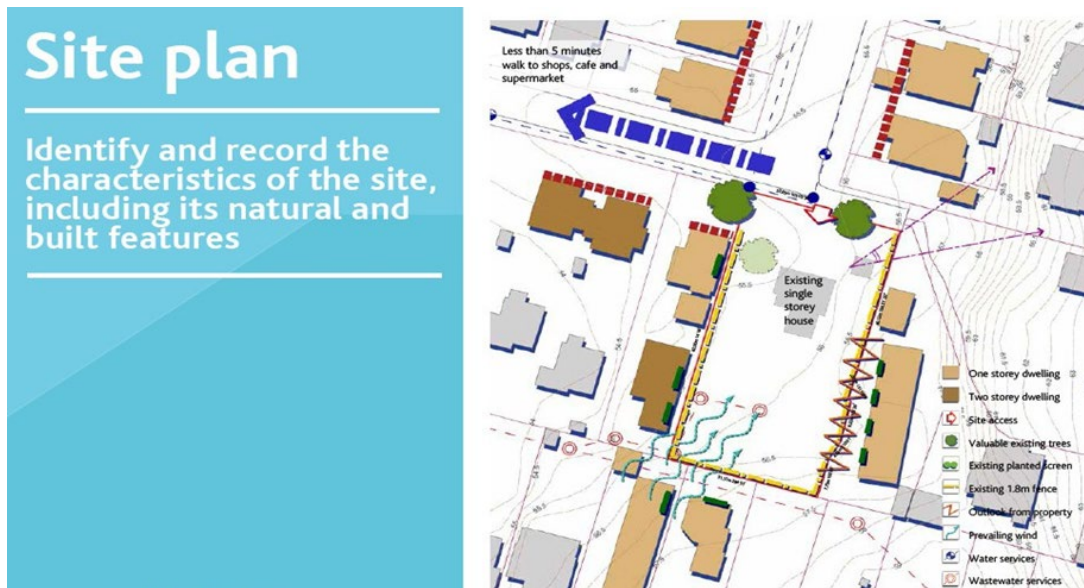 Site plan
Identify and record the
characteristics of the site,
including its natural and
built features
Less than 5 minutes
walk to shops, cafe and
supermarket
Existing
single
storey
house
One storey dwelling
Two storey dwelling
Site access
Valuable existing trees
Existing planted screen
Existing 1.8m fence
Outlook from property
Prevailing wind
Water services
Wastewater services